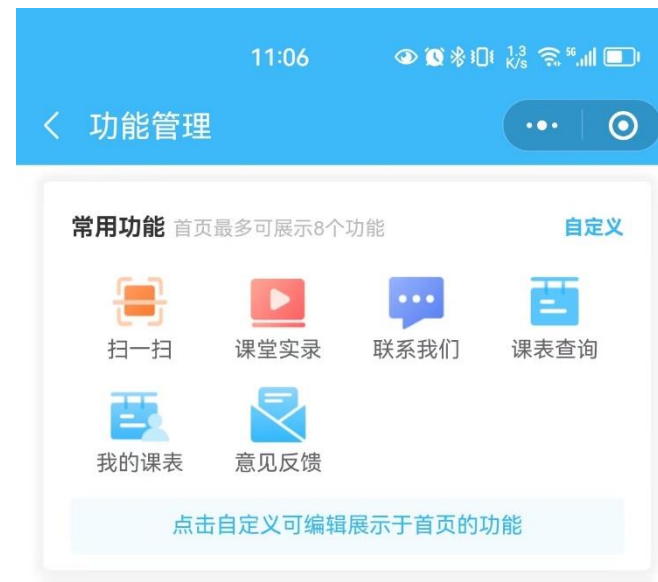 11:06 1.3 K/s 5G
功能管理
常用功能 首页最多可展示8个功能 自定义
扫一扫 课堂实录 联系我们 课表查询
我的课表 意见反馈
点击自定义可编辑展示于首页的功能